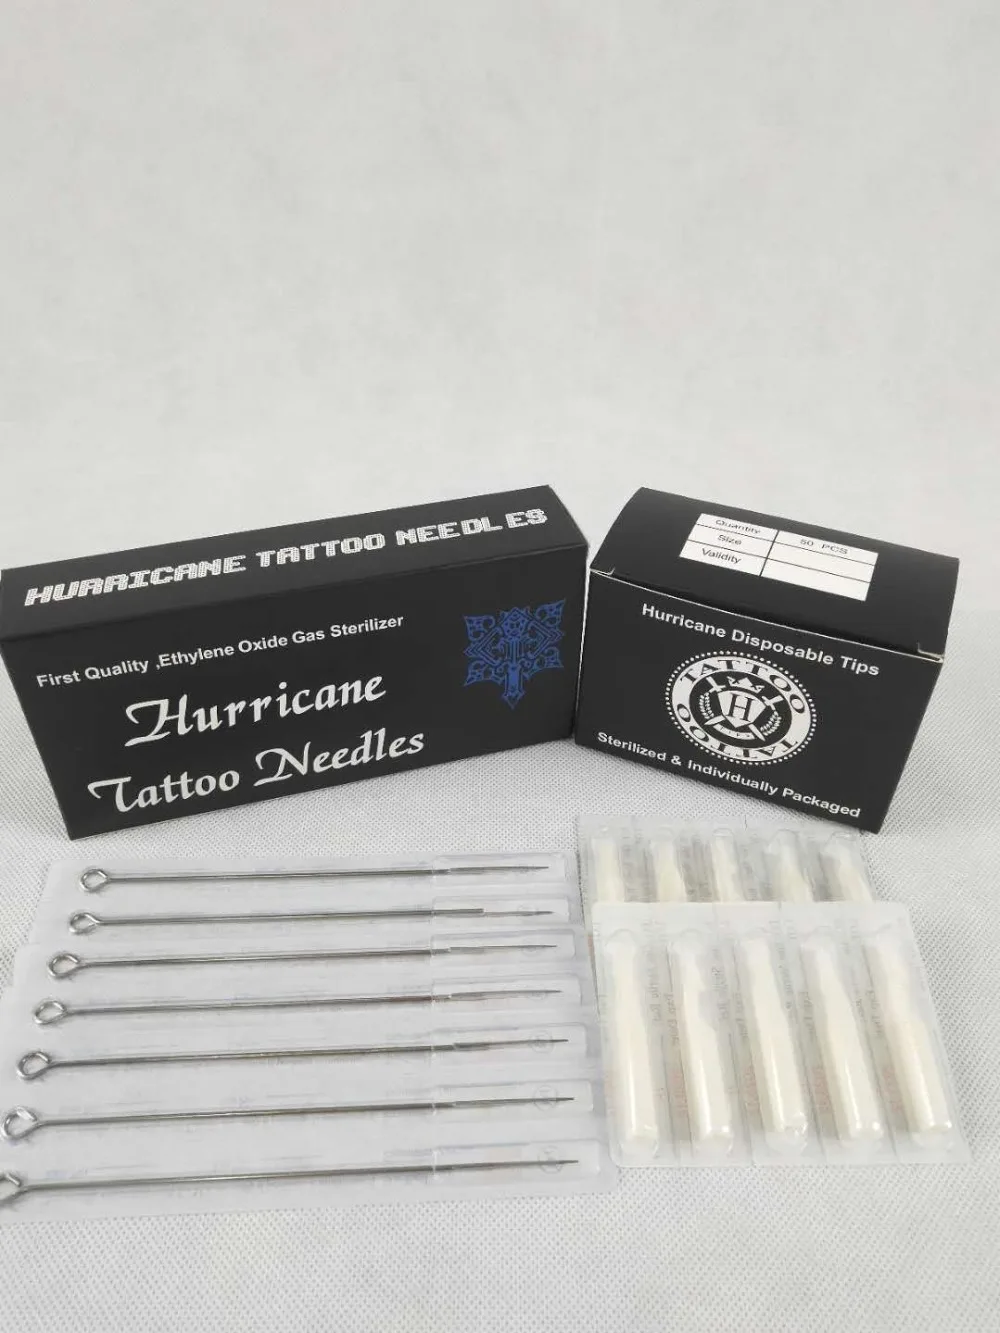 HURRICANE TATTOO NEEDLES
First Quality ,Ethylene Oxide Gas Sterilizer
Hurricane
Tattoo Needles
Quantity 50 PCS
Size
Validity
Hurricane Disposable Tips
TATTOO
H
TATTOO
Sterilized & Individually Packaged